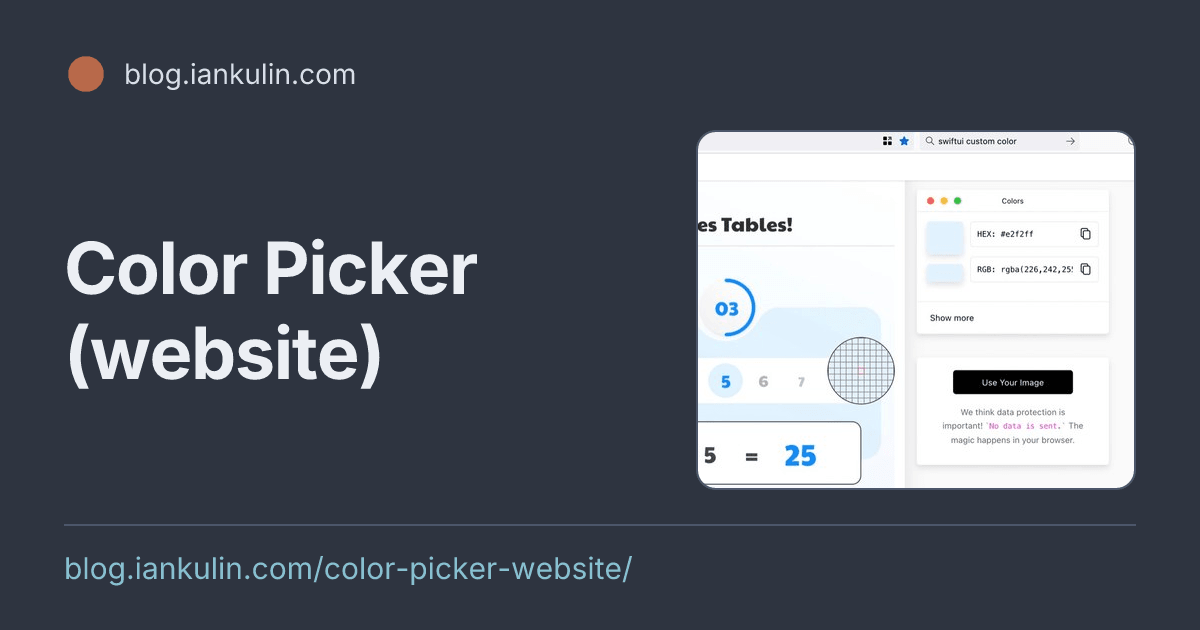 blog.iankulin.com
Color Picker
(website)
swiftui custom color
es Tables!
03
5 6 7
5 = 25
Colors
HEX: #e2f2ff
RGB: rgba(226,242,25
Show more
Use Your Image
We think data protection is
important! `No data is sent.` The
magic happens in your browser.
blog.iankulin.com/color-picker-website/